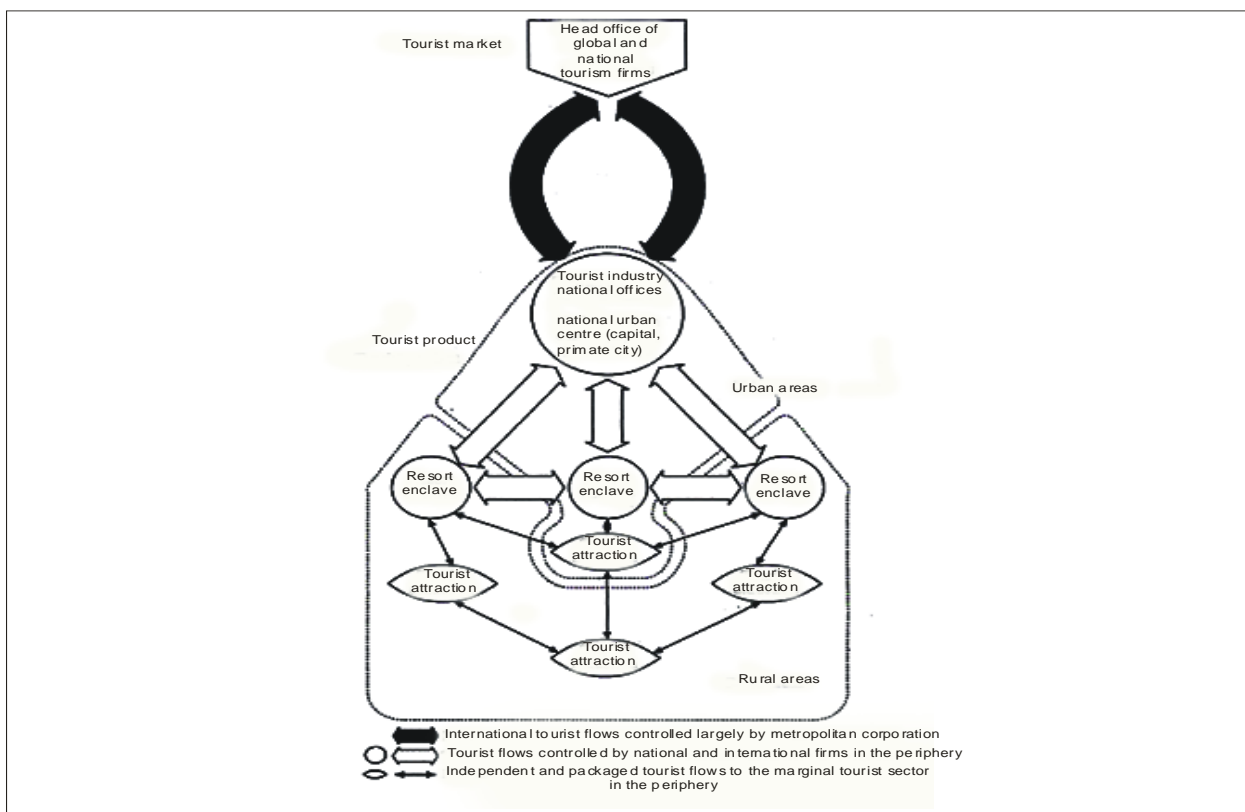 Tourist market
Head office of
global and
national
tourism firms
Tourist industry
national offices
national urban
centre (capital,
primate city)
Tourist product
Urban areas
Resort
enclave
Resort
enclave
Resort
enclave
Tourist
attraction
Tourist
attraction
Tourist
attraction
Tourist
attraction
Rural areas
International tourist flows controlled largely by metropolitan corporation
Tourist flows controlled by national and international firms in the periphery
Independent and packaged tourist flows to the marginal tourist sector
in the periphery